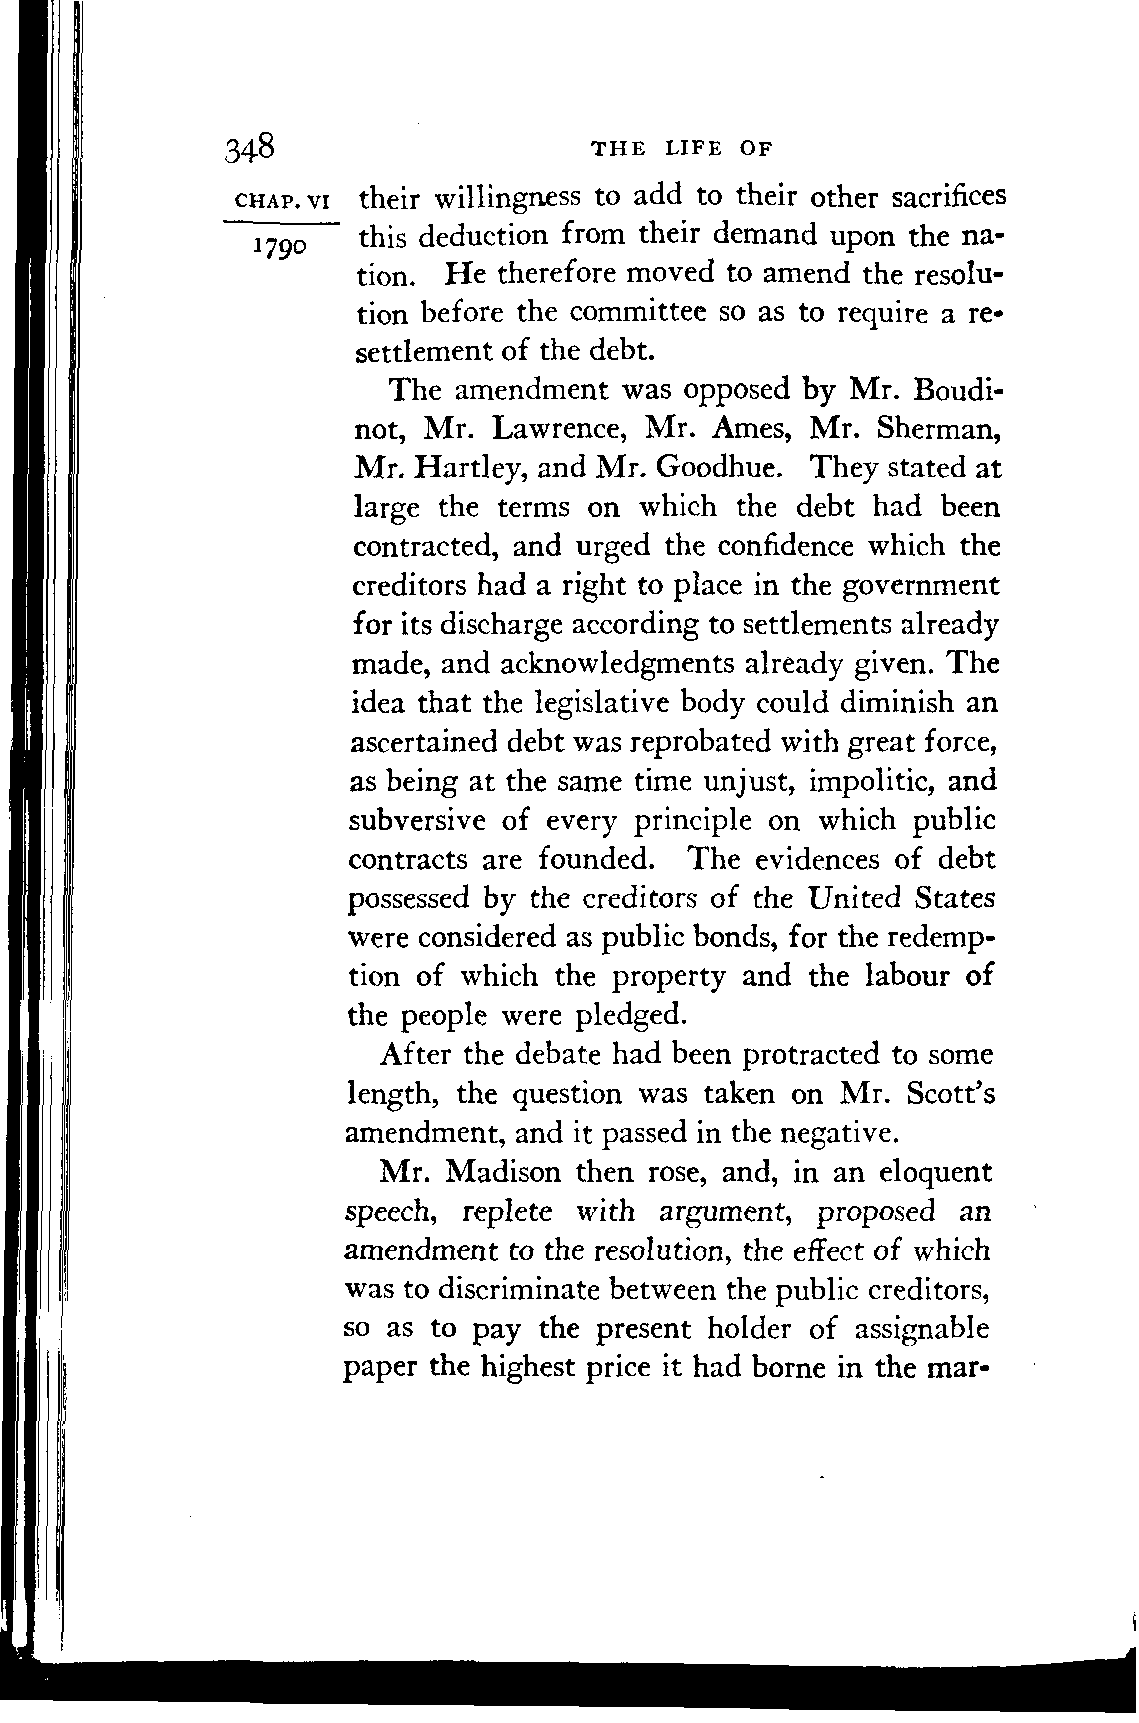 348 THE LIFE OF
CHAP. VI their willingness to add to their other sacrifices
1790 this deduction from their demand upon the na-
tion. He therefore moved to amend the resolu-
tion before the committee so as to require a re-
settlement of the debt.
The amendment was opposed by Mr. Boudi-
not, Mr. Lawrence, Mr. Ames, Mr. Sherman,
Mr. Hartley, and Mr. Goodhue. They stated at
large the terms on which the debt had been
contracted, and urged the confidence which the
creditors had a right to place in the government
for its discharge according to settlements already
made, and acknowledgments already given. The
idea that the legislative body could diminish an
ascertained debt was reprobated with great force,
as being at the same time unjust, impolitic, and
subversive of every principle on which public
contracts are founded. The evidences of debt
possessed by the creditors of the United States
were considered as public bonds, for the redemp-
tion of which the property and the labour of
the people were pledged.
After the debate had been protracted to some
length, the question was taken on Mr. Scott's
amendment, and it passed in the negative.
Mr. Madison then rose, and, in an eloquent
speech, replete with argument, proposed an
amendment to the resolution, the effect of which
was to discriminate between the public creditors,
so as to pay the present holder of assignable
paper the highest price it had borne in the mar-